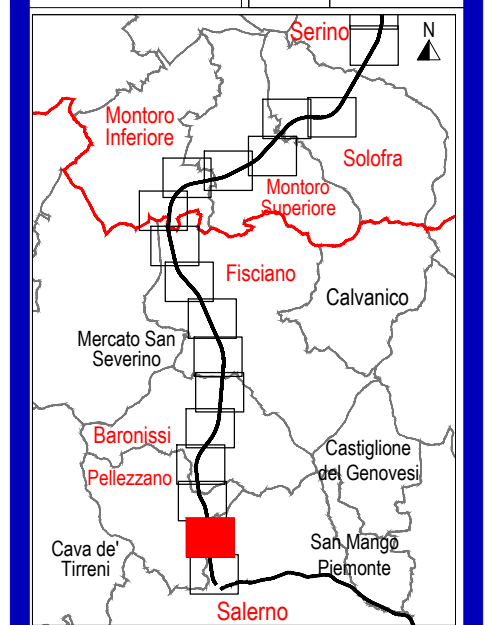 Serino
N
Montoro
Inferiore
Solofra
Montoro
Superiore
Fisciano
Calvanico
Mercato San
Severino
Baronissi
Castiglione
del Genovesi
Pellezzano
Cava de'
Tirreni
San Mango
Piemonte
Salerno